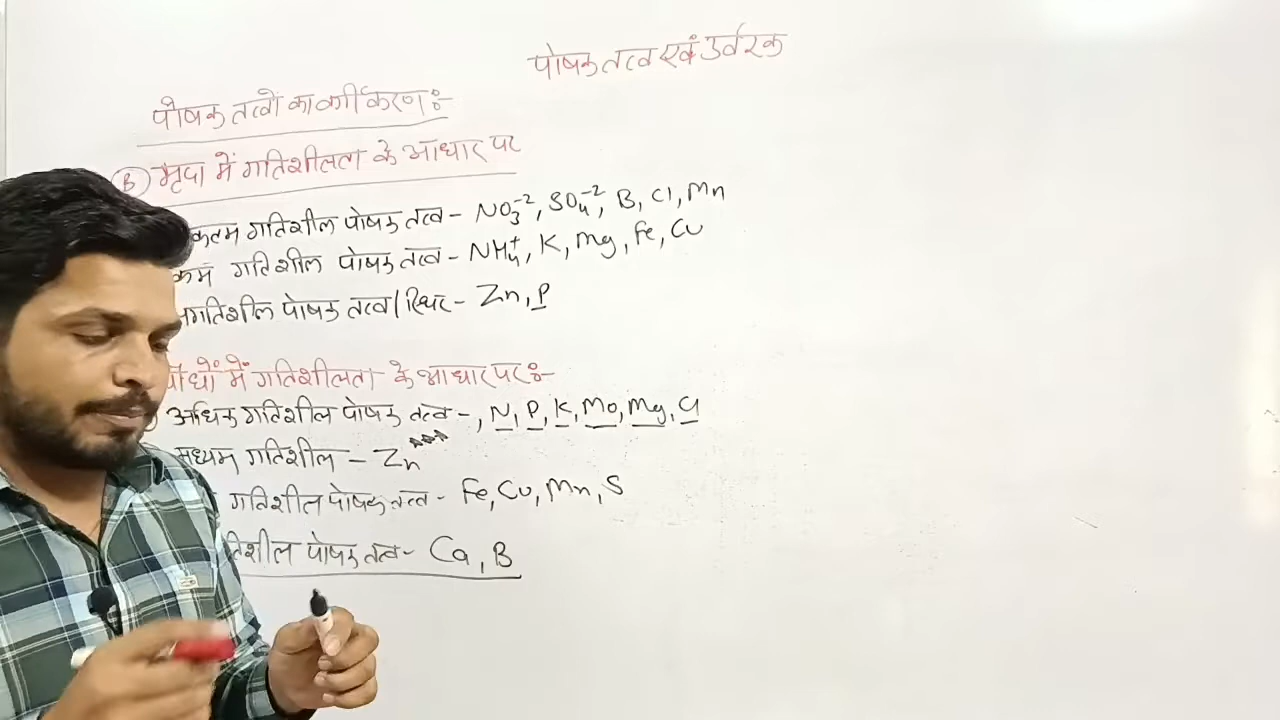 पोषक तत्व एवं उर्वरक
पोषक तत्वों का वर्गीकरण:-
(B) मृदा में गतिशीलता के आधार पर
गतिशील पोषक तत्व - NO₃⁻², SO₄⁻², B, Cl, Mn
कम गतिशील पोषक तत्व - NH₄⁺, K, Mg, Fe, Cu
पोषक तत्व/स्थिर - Zn, P
में गतिशीलता के आधार पर:-
अधिक गतिशील पोषक तत्व -, N, P, K, Mo, Mg, Cl
मध्यम गतिशील - Zn
गतिशील पोषक तत्व - Fe, Cu, Mn, S
पोषक तत्व - Ca, B